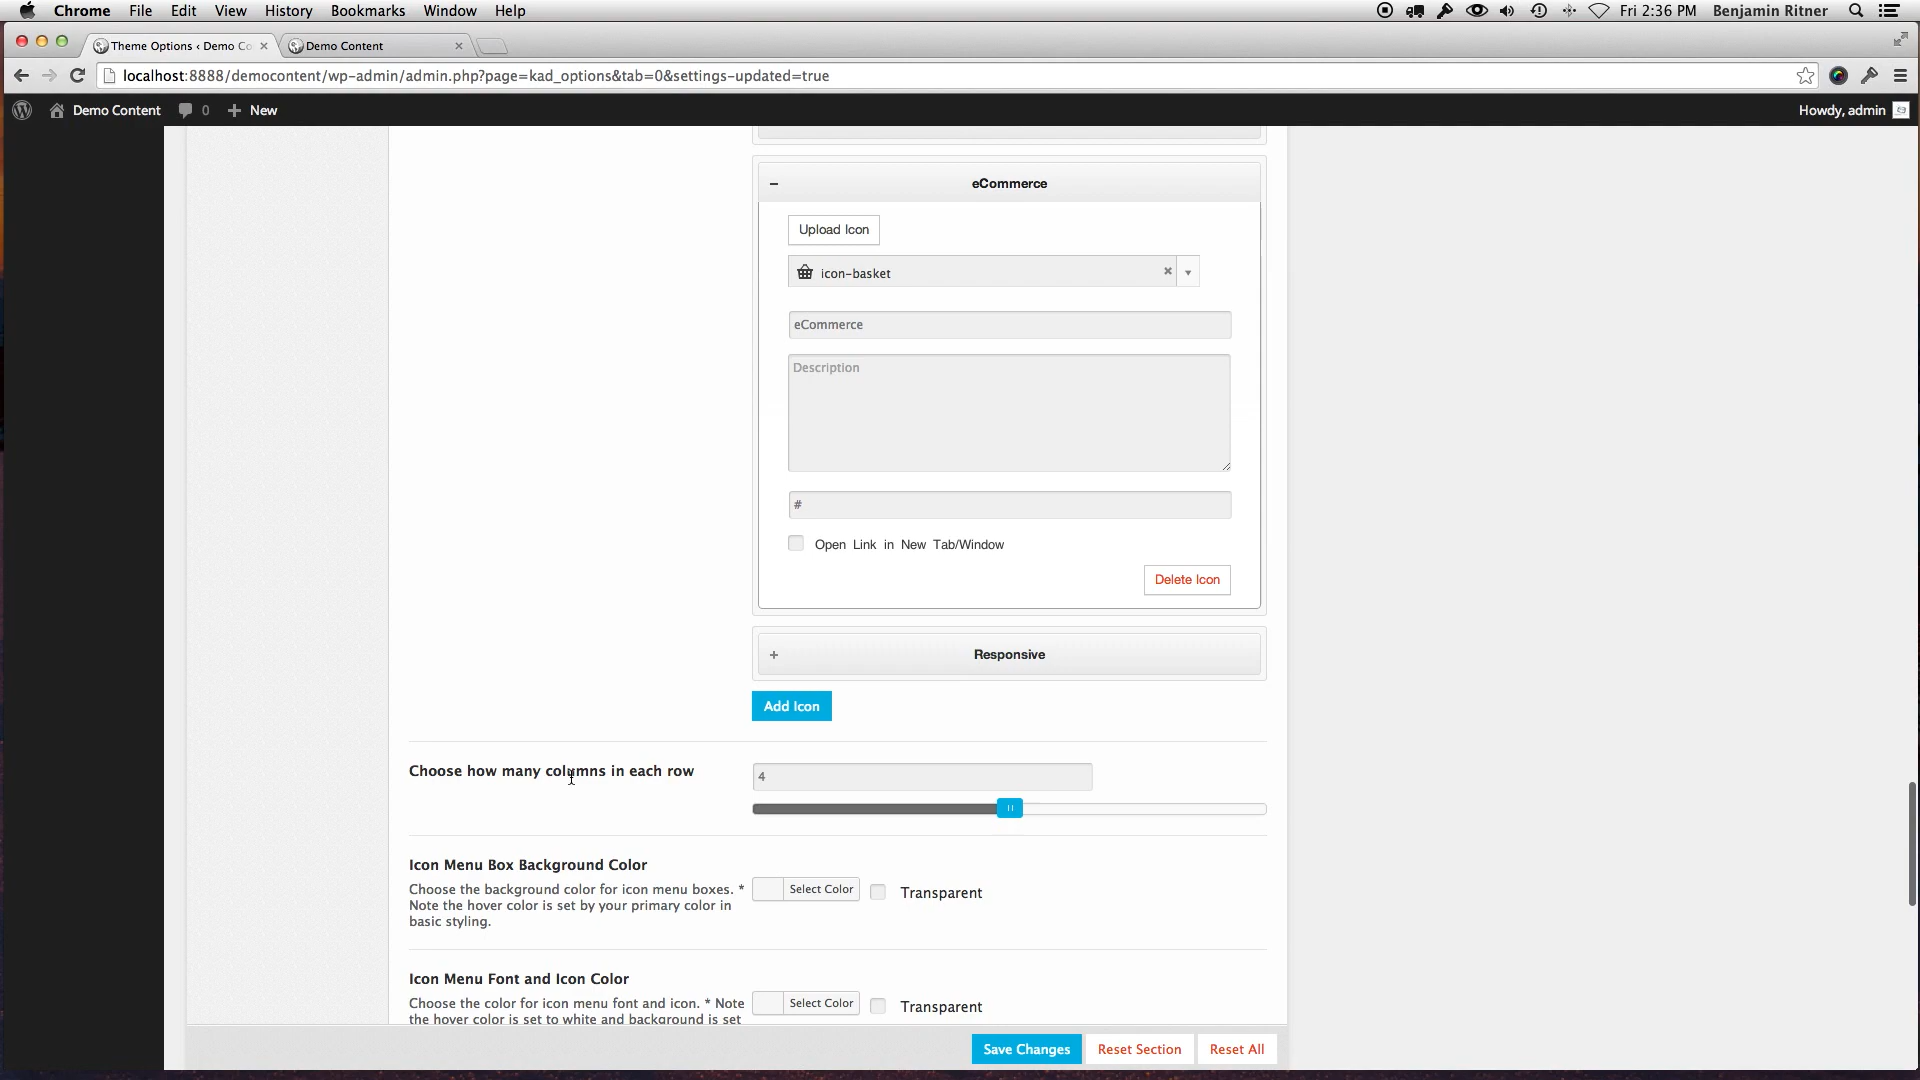 Chrome File Edit View History Bookmarks Window Help
Fri 2:36 PM Benjamin Ritner
Theme Options ‹ Demo Co
Demo Content
localhost:8888/democontent/wp-admin/admin.php?page=kad_options&tab=0&settings-updated=true
Demo Content 0 + New
Howdy, admin
− eCommerce
Upload Icon
icon-basket
eCommerce
Description
#
Open Link in New Tab/Window
Delete Icon
+ Responsive
Add Icon
Choose how many columns in each row
4
Icon Menu Box Background Color
Choose the background color for icon menu boxes. *
Note the hover color is set by your primary color in
basic styling.
Select Color
Transparent
Icon Menu Font and Icon Color
Choose the color for icon menu font and icon. * Note
the hover color is set to white and background is set
Select Color
Transparent
Save Changes
Reset Section
Reset All